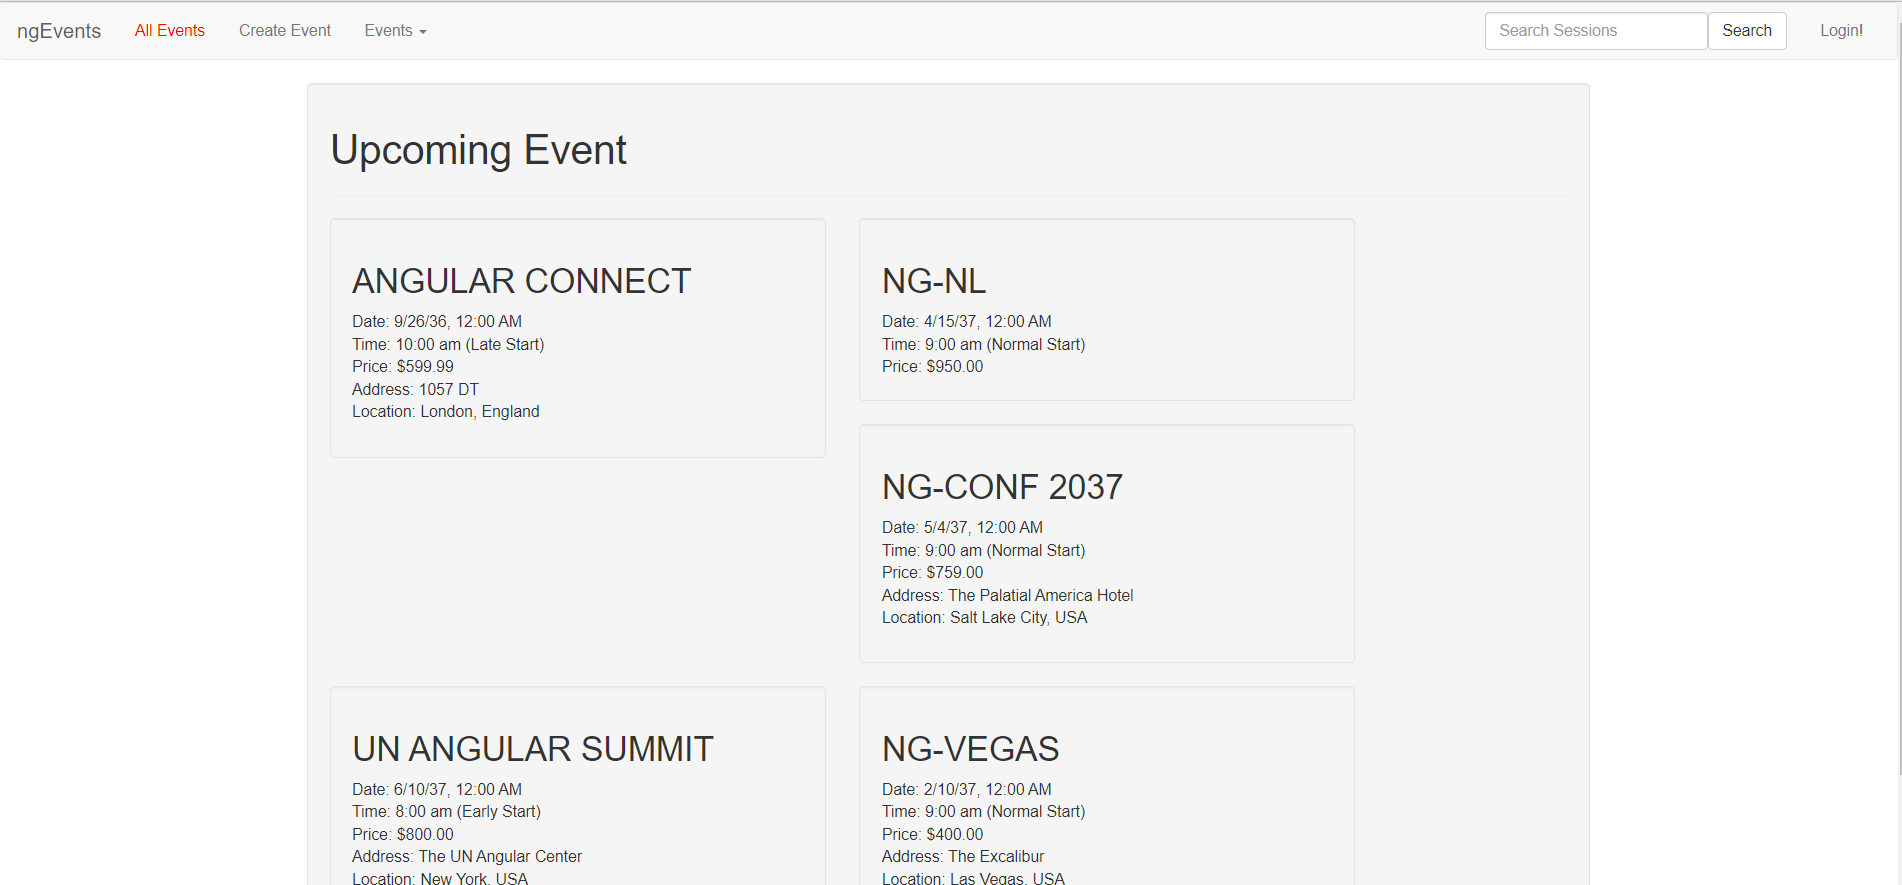 ngEvents All Events Create Event Events Search Sessions Search Login!
Upcoming Event
ANGULAR CONNECT
Date: 9/26/36, 12:00 AM
Time: 10:00 am (Late Start)
Price: $599.99
Address: 1057 DT
Location: London, England
NG-NL
Date: 4/15/37, 12:00 AM
Time: 9:00 am (Normal Start)
Price: $950.00
NG-CONF 2037
Date: 5/4/37, 12:00 AM
Time: 9:00 am (Normal Start)
Price: $759.00
Address: The Palatial America Hotel
Location: Salt Lake City, USA
UN ANGULAR SUMMIT
Date: 6/10/37, 12:00 AM
Time: 8:00 am (Early Start)
Price: $800.00
Address: The UN Angular Center
Location: New York, USA
NG-VEGAS
Date: 2/10/37, 12:00 AM
Time: 9:00 am (Normal Start)
Price: $400.00
Address: The Excalibur
Location: Las Vegas, USA